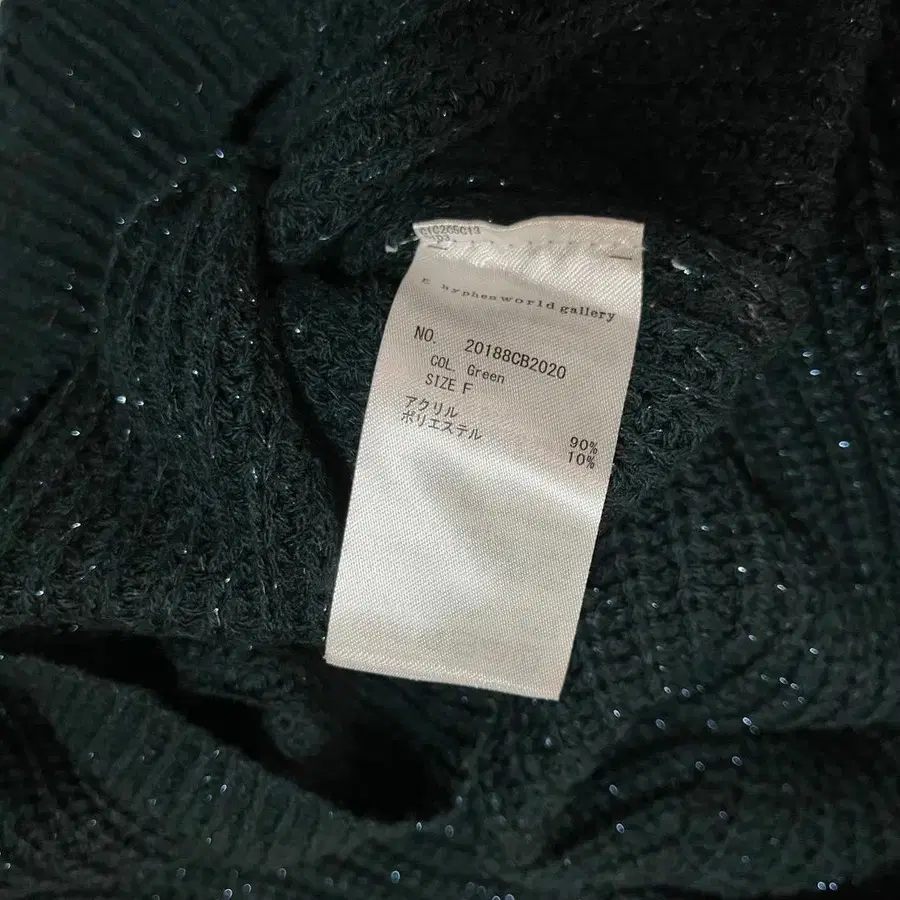 E hyphen world gallery
NO. 20188CB2020
COL. Green
SIZE F
アクリル 90%
ポリエステル 10%